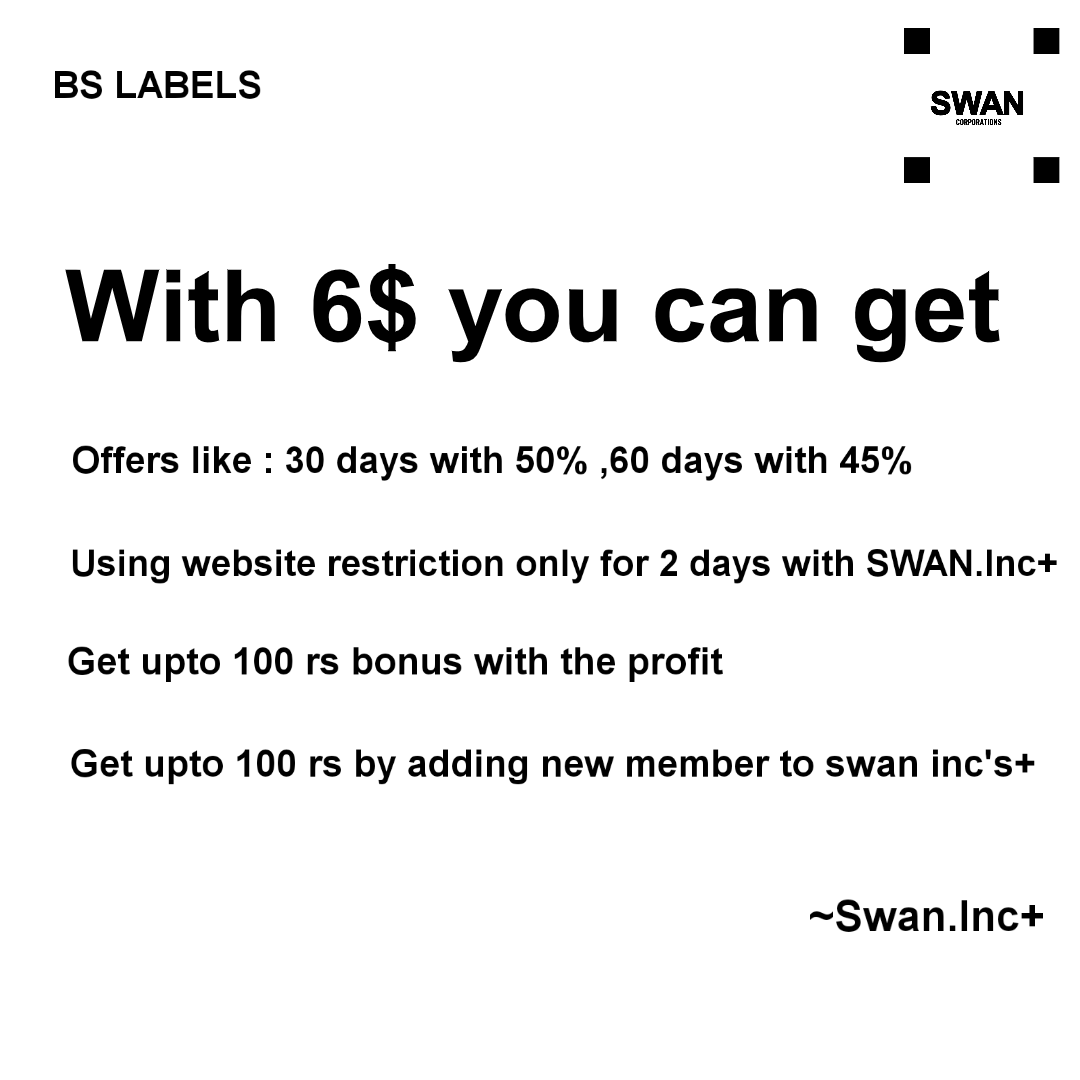 BS LABELS
SWAN
CORPORATIONS
With 6$ you can get
Offers like : 30 days with 50% ,60 days with 45%
Using website restriction only for 2 days with SWAN.Inc+
Get upto 100 rs bonus with the profit
Get upto 100 rs by adding new member to swan inc's+
~Swan.Inc+